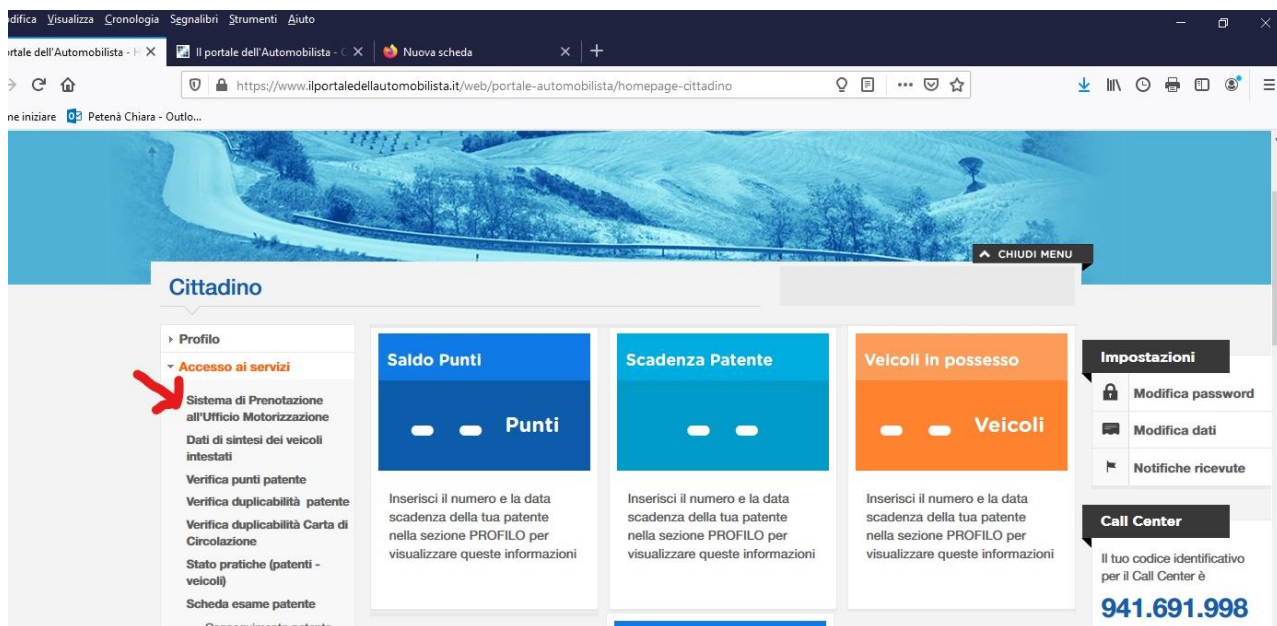 odifica Visualizza Cronologia Segnalibri Strumenti Aiuto
ortale dell'Automobilista - H
Il portale dell'Automobilista - C
Nuova scheda
https://www.ilportaledellautomobilista.it/web/portale-automobilista/homepage-cittadino
me iniziare Petenà Chiara - Outlo...
CHIUDI MENU
Cittadino
Profilo
Accesso ai servizi
Sistema di Prenotazione
all'Ufficio Motorizzazione
Dati di sintesi dei veicoli
intestati
Verifica punti patente
Verifica duplicabilità patente
Verifica duplicabilità Carta di
Circolazione
Stato pratiche (patenti -
veicoli)
Scheda esame patente
Saldo Punti
-- Punti
Inserisci il numero e la data
scadenza della tua patente
nella sezione PROFILO per
visualizzare queste informazioni
Scadenza Patente
--
Inserisci il numero e la data
scadenza della tua patente
nella sezione PROFILO per
visualizzare queste informazioni
Veicoli in possesso
-- Veicoli
Inserisci il numero e la data
scadenza della tua patente
nella sezione PROFILO per
visualizzare queste informazioni
Impostazioni
Modifica password
Modifica dati
Notifiche ricevute
Call Center
Il tuo codice identificativo
per il Call Center è
941.691.998